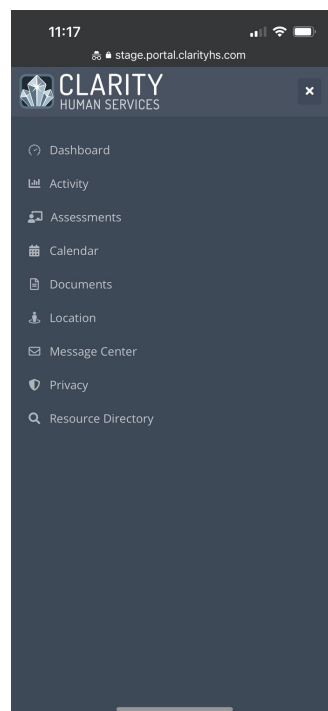 11:17
stage.portal.clarityhs.com
CLARITY
HUMAN SERVICES
Dashboard
Activity
Assessments
Calendar
Documents
Location
Message Center
Privacy
Resource Directory